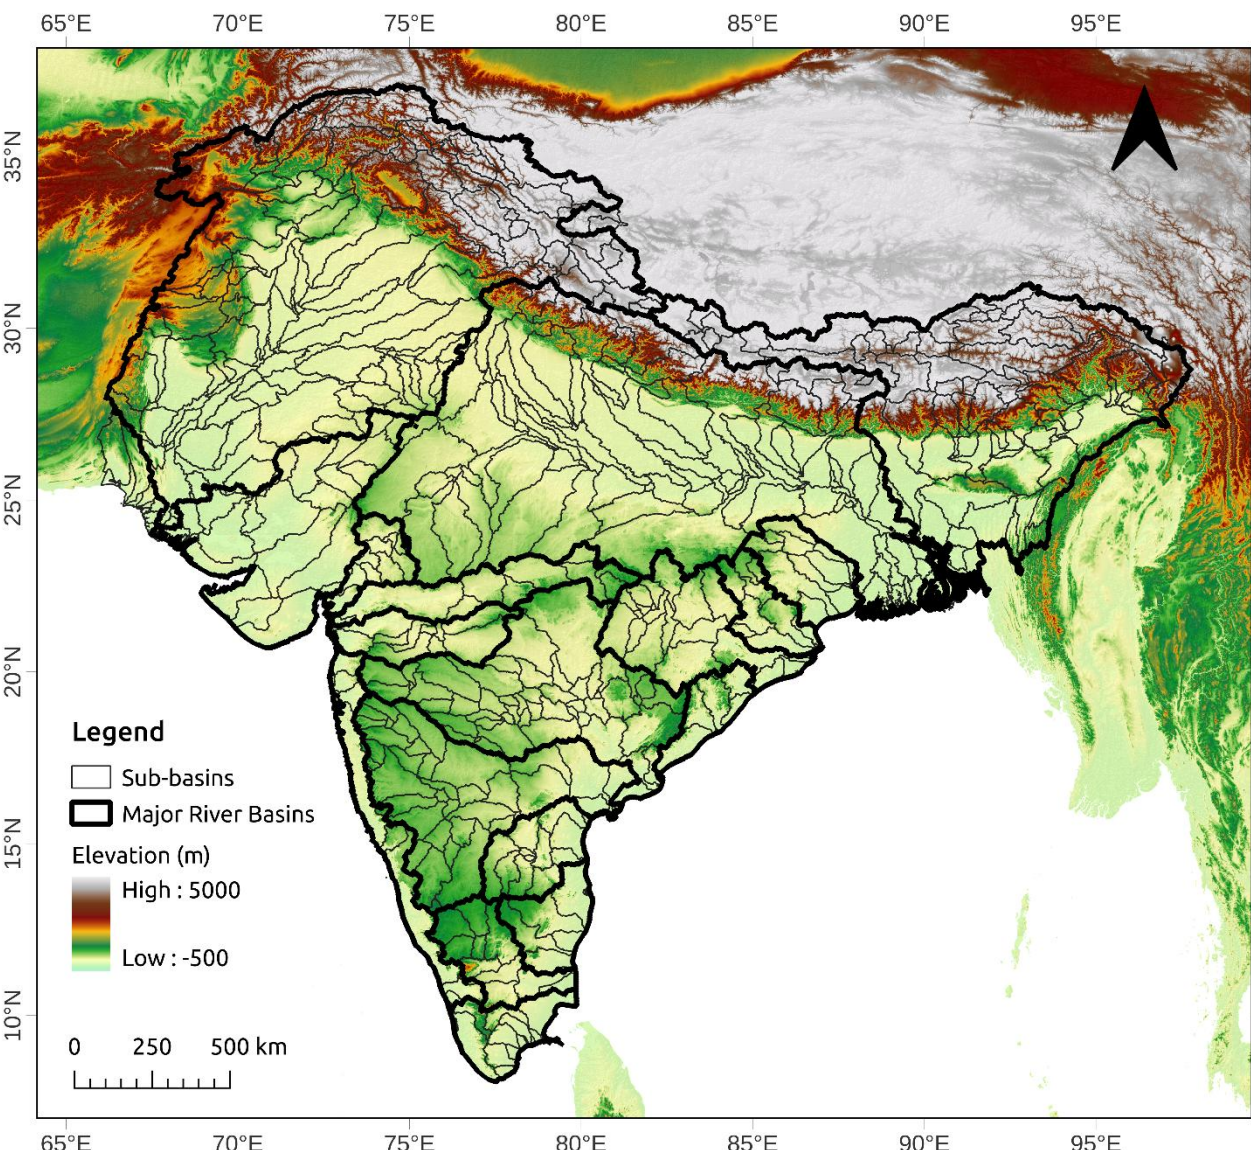 65°E 70°E 75°E 80°E 85°E 90°E 95°E
35°N
30°N
25°N
20°N
15°N
10°N
Legend
Sub-basins
Major River Basins
Elevation (m)
High : 5000
Low : -500
0 250 500 km
65°E 70°E 75°E 80°E 85°E 90°E 95°E